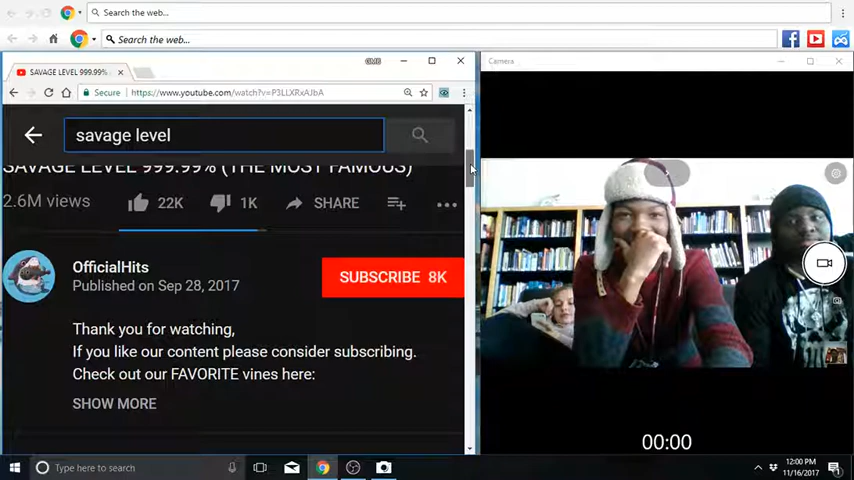 Search the web...
Search the web...
SAVAGE LEVEL 999.99%
GMB
Camera
Secure
https://www.youtube.com/watch?v=P3LLXRxAJbA
savage level
SAVAGE LEVEL 999.99% (THE MOST FAMOUS)
2.6M views
22K
1K
SHARE
OfficialHits
Published on Sep 28, 2017
SUBSCRIBE 8K
Thank you for watching,
If you like our content please consider subscribing.
Check out our FAVORITE vines here:
SHOW MORE
00:00
Type here to search
12:00 PM
11/16/2017